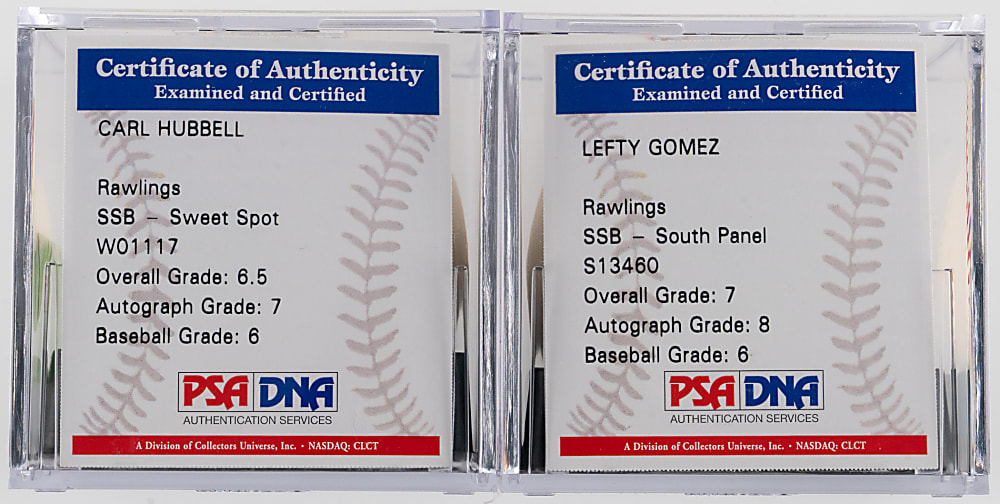 Certificate of Authenticity
Examined and Certified
CARL HUBBELL
Rawlings
SSB - Sweet Spot
W01117
Overall Grade: 6.5
Autograph Grade: 7
Baseball Grade: 6
PSA DNA
AUTHENTICATION SERVICES
A Division of Collectors Universe, Inc. • NASDAQ: CLCT
Certificate of Authenticity
Examined and Certified
LEFTY GOMEZ
Rawlings
SSB - South Panel
S13460
Overall Grade: 7
Autograph Grade: 8
Baseball Grade: 6
PSA DNA
AUTHENTICATION SERVICES
A Division of Collectors Universe, Inc. • NASDAQ: CLCT